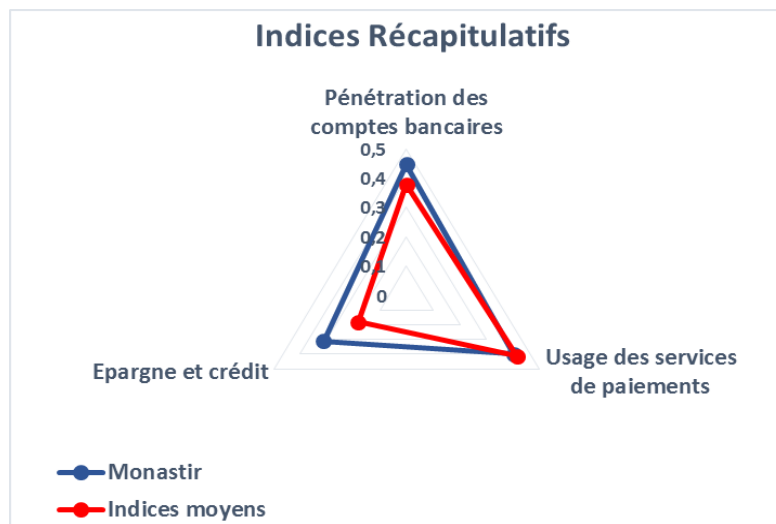 Indices Récapitulatifs
Pénétration des
comptes bancaires
0,5
0,4
0,3
0,2
0,1
0
Epargne et crédit
Usage des services
de paiements
Monastir
Indices moyens